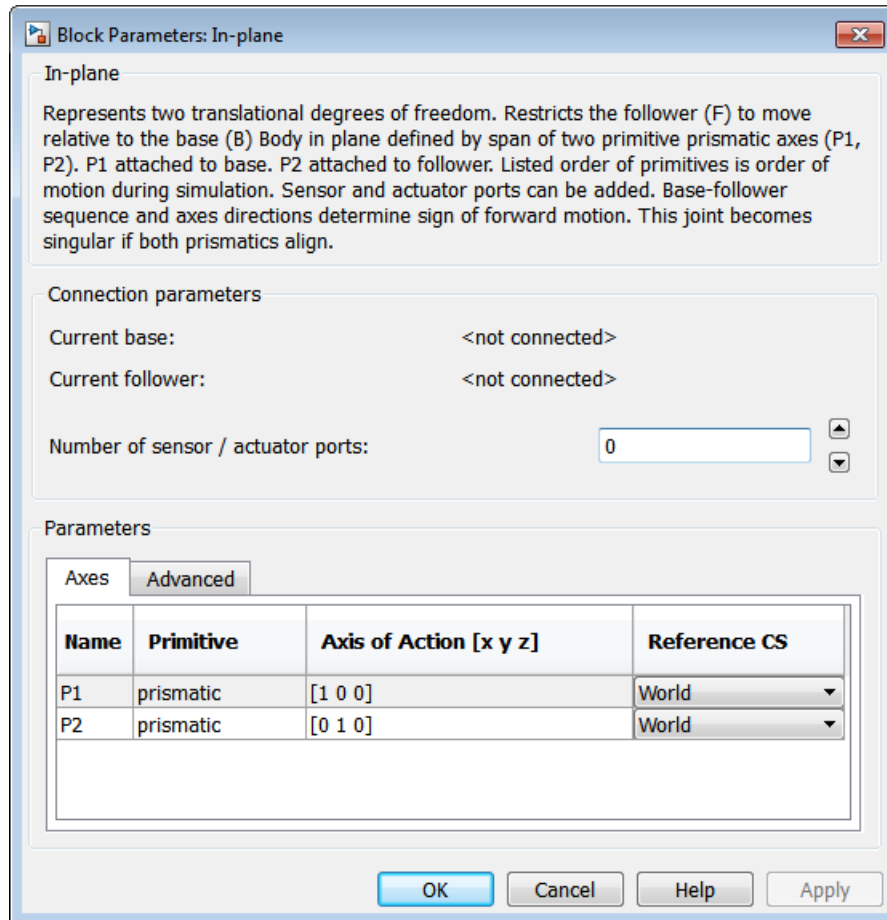 Block Parameters: In-plane
In-plane
Represents two translational degrees of freedom. Restricts the follower (F) to move
relative to the base (B) Body in plane defined by span of two primitive prismatic axes (P1,
P2). P1 attached to base. P2 attached to follower. Listed order of primitives is order of
motion during simulation. Sensor and actuator ports can be added. Base-follower
sequence and axes directions determine sign of forward motion. This joint becomes
singular if both prismatics align.
Connection parameters
Current base: <not connected>
Current follower: <not connected>
Number of sensor / actuator ports: 0
Parameters
Axes Advanced
Name Primitive Axis of Action [x y z] Reference CS
P1 prismatic [1 0 0] World
P2 prismatic [0 1 0] World
OK Cancel Help Apply